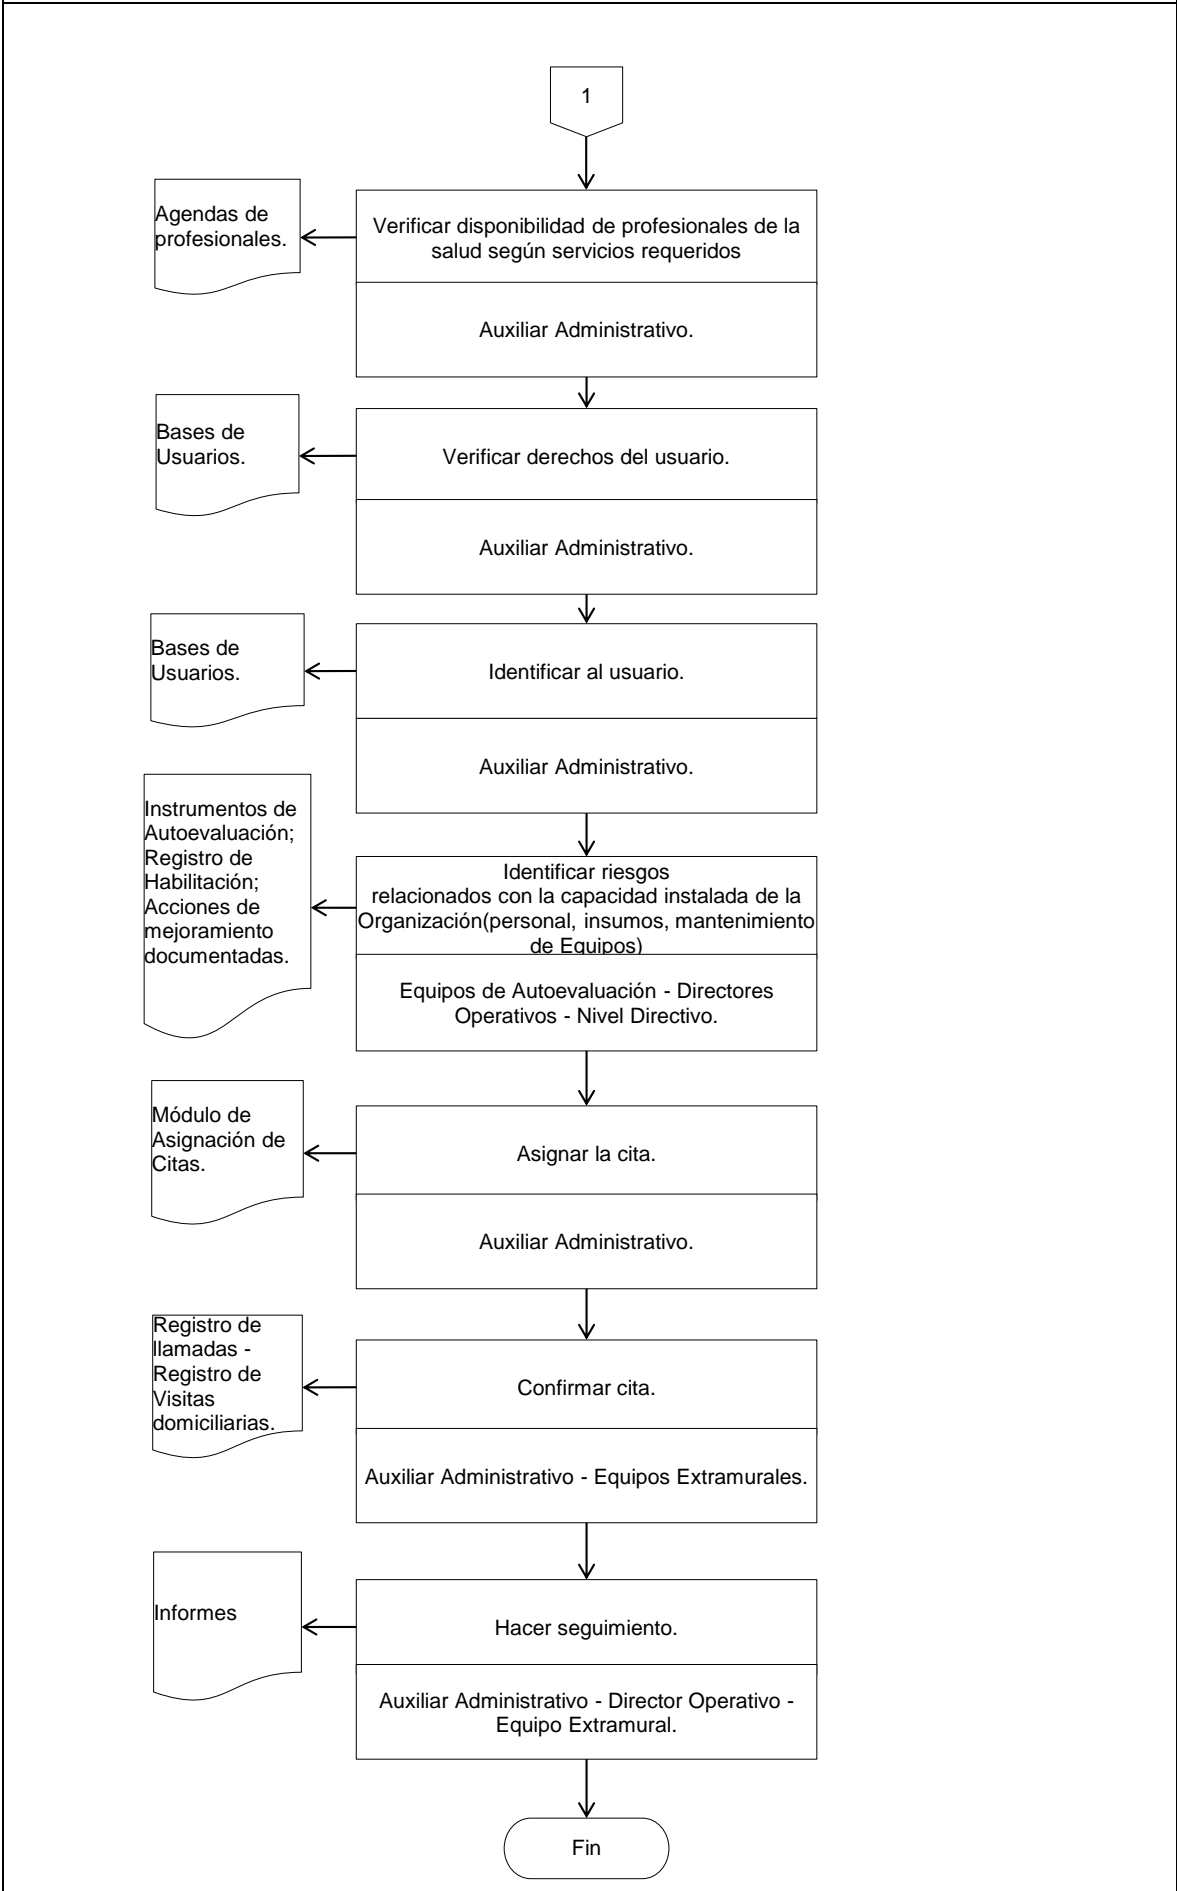 1
Agendas de
profesionales.
Verificar disponibilidad de profesionales de la
salud según servicios requeridos
Auxiliar Administrativo.
Bases de
Usuarios.
Verificar derechos del usuario.
Auxiliar Administrativo.
Bases de
Usuarios.
Identificar al usuario.
Auxiliar Administrativo.
Instrumentos de
Autoevaluación;
Registro de
Habilitación;
Acciones de
mejoramiento
documentadas.
Identificar riesgos
relacionados con la capacidad instalada de la
Organización(personal, insumos, mantenimiento
de Equipos)
Equipos de Autoevaluación - Directores
Operativos - Nivel Directivo.
Módulo de
Asignación de
Citas.
Asignar la cita.
Auxiliar Administrativo.
Registro de
llamadas -
Registro de
Visitas
domiciliarias.
Confirmar cita.
Auxiliar Administrativo - Equipos Extramurales.
Informes
Hacer seguimiento.
Auxiliar Administrativo - Director Operativo -
Equipo Extramural.
Fin